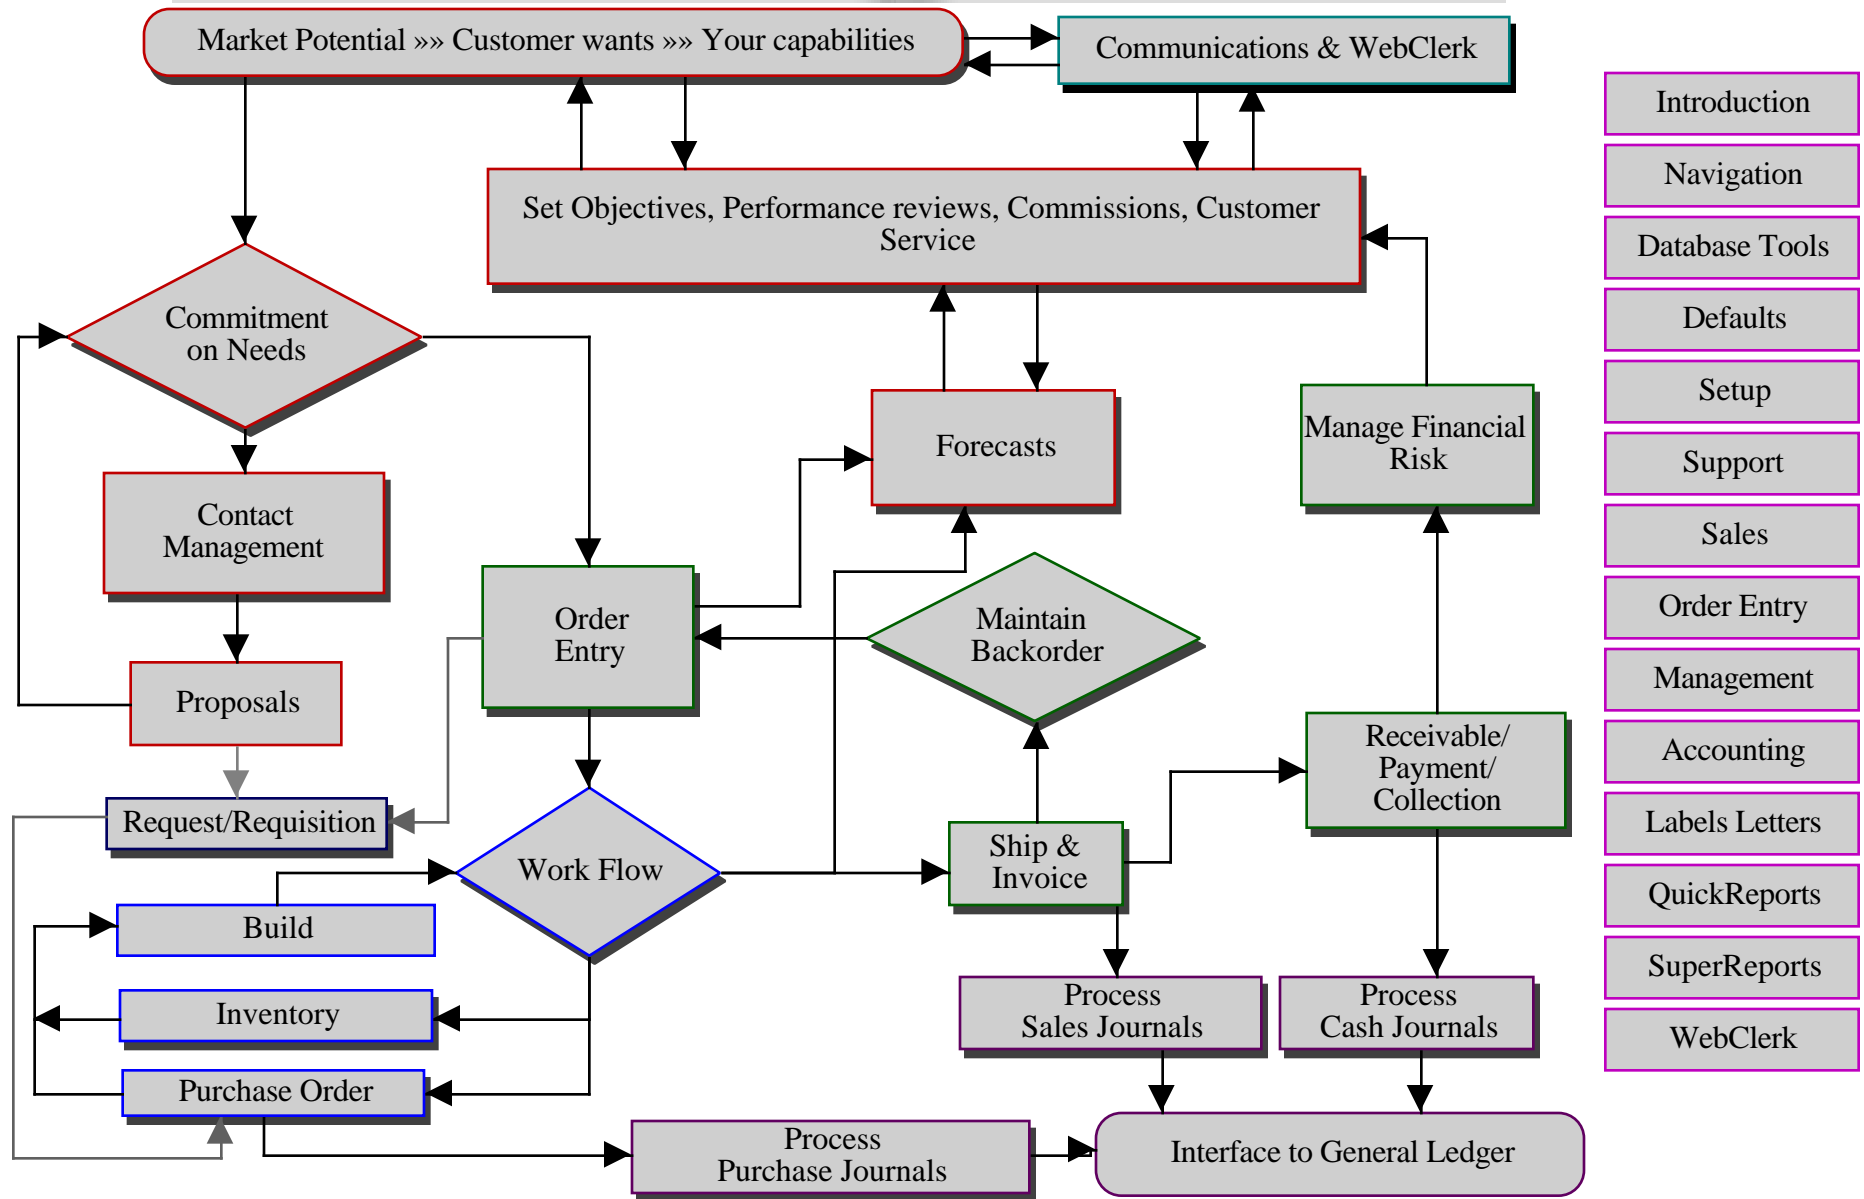 Market Potential »» Customer wants »» Your capabilities
Communications & WebClerk
Set Objectives, Performance reviews, Commissions, Customer
Service
Commitment
on Needs
Forecasts
Manage Financial
Risk
Contact
Management
Order
Entry
Maintain
Backorder
Proposals
Receivable/
Payment/
Collection
Request/Requisition
Work Flow
Ship &
Invoice
Build
Inventory
Process
Sales Journals
Process
Cash Journals
Purchase Order
Process
Purchase Journals
Interface to General Ledger
Introduction
Navigation
Database Tools
Defaults
Setup
Support
Sales
Order Entry
Management
Accounting
Labels Letters
QuickReports
SuperReports
WebClerk